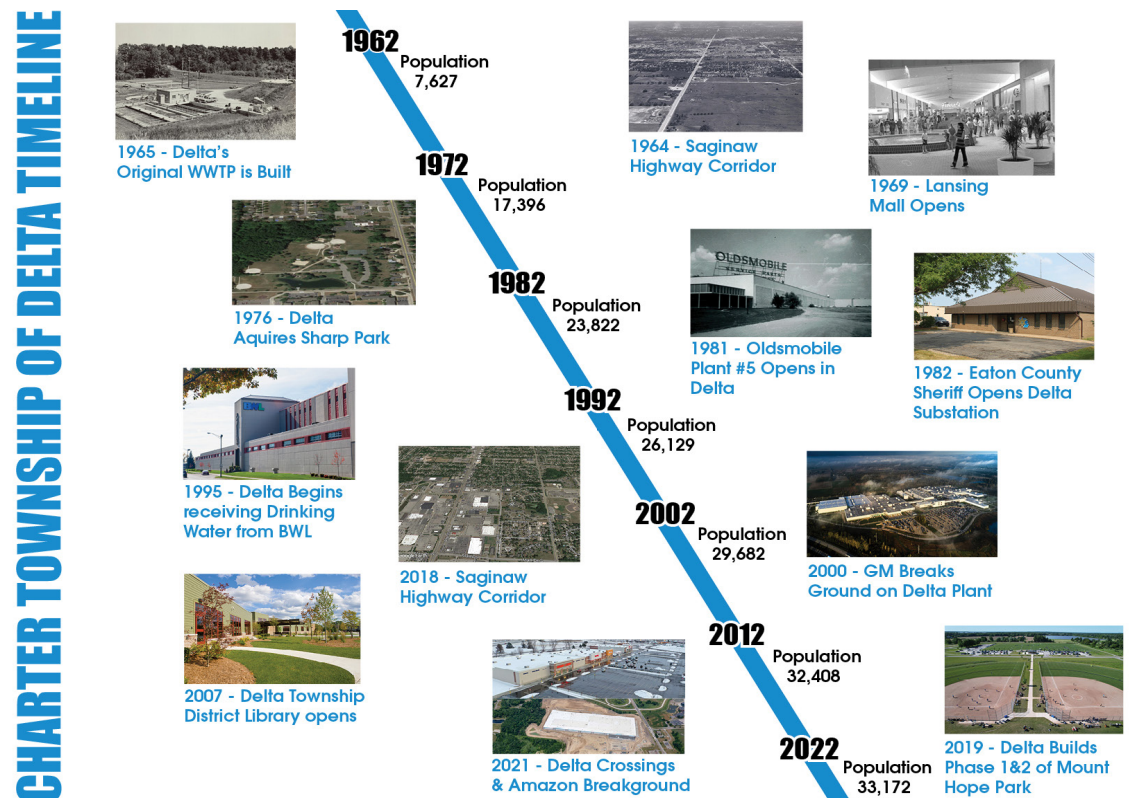 CHARTER TOWNSHIP OF DELTA TIMELINE
1962
Population
7,627
1965 - Delta's
Original WWTP is Built
1964 - Saginaw
Highway Corridor
1969 - Lansing
Mall Opens
1972
Population
17,396
1976 - Delta
Aquires Sharp Park
1982
Population
23,822
OLDSMOBILE
1981 - Oldsmobile
Plant #5 Opens in
Delta
1982 - Eaton County
Sheriff Opens Delta
Substation
1992
Population
26,129
BWL
1995 - Delta Begins
receiving Drinking
Water from BWL
2002
Population
29,682
2018 - Saginaw
Highway Corridor
2000 - GM Breaks
Ground on Delta Plant
2007 - Delta Township
District Library opens
2012
Population
32,408
2021 - Delta Crossings
& Amazon Breakground
2022
Population
33,172
2019 - Delta Builds
Phase 1&2 of Mount
Hope Park